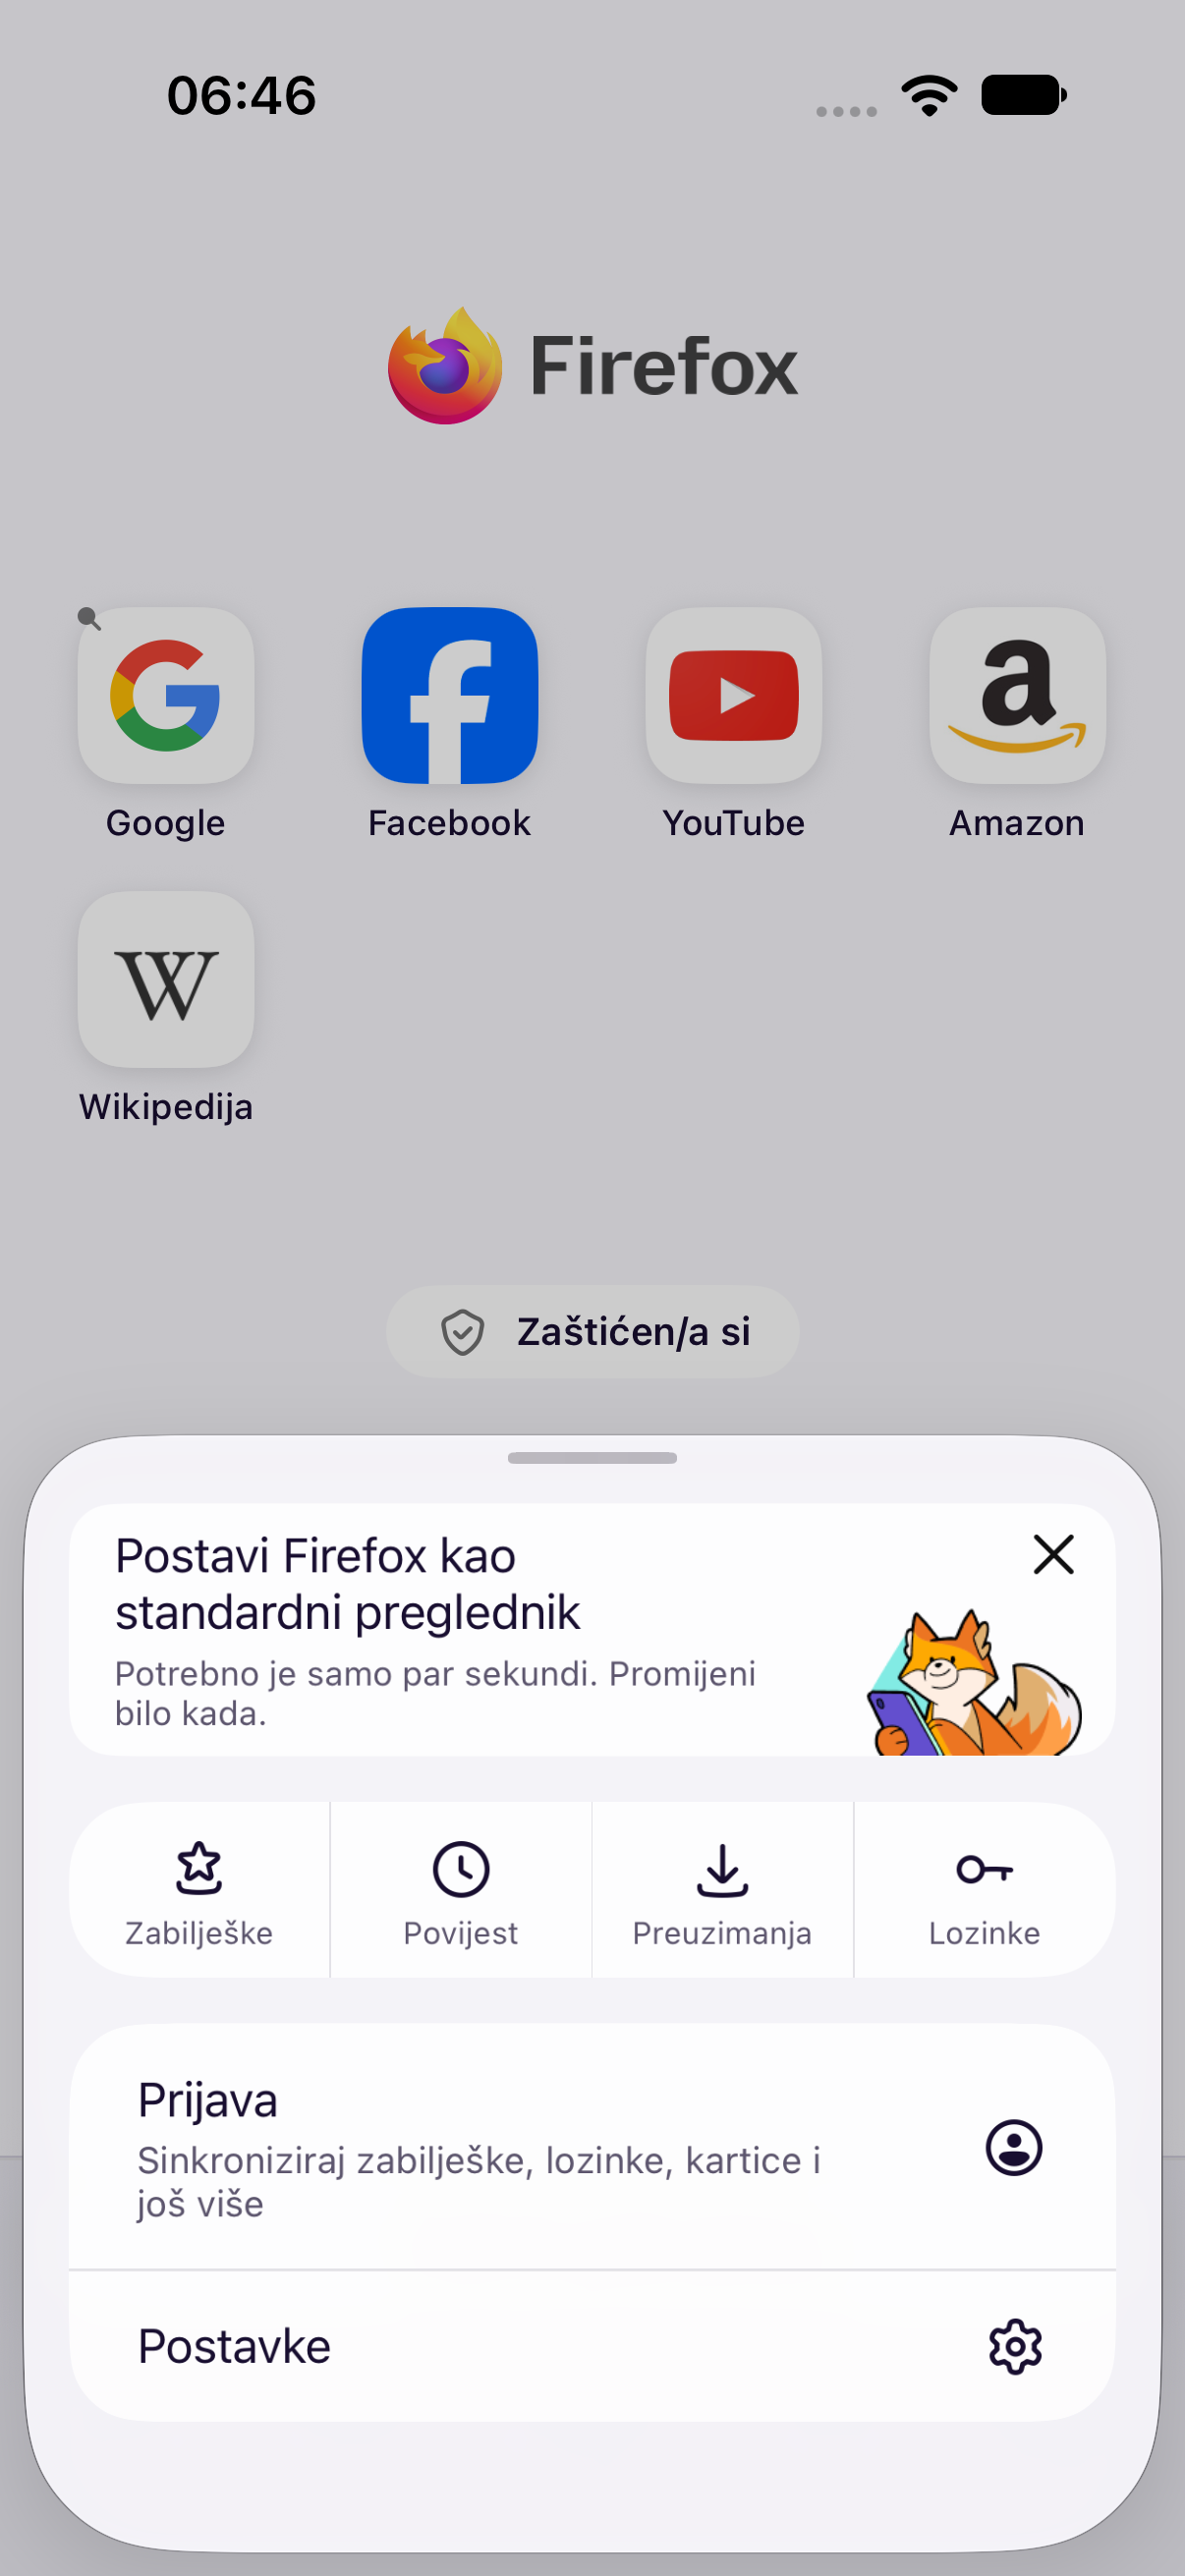 06:46
Firefox
Google
Facebook
YouTube
Amazon
Wikipedija
Zaštićen/a si
Postavi Firefox kao
standardni preglednik
Potrebno je samo par sekundi. Promijeni
bilo kada.
Zabilješke
Povijest
Preuzimanja
Lozinke
Prijava
Sinkroniziraj zabilješke, lozinke, kartice i
još više
Postavke